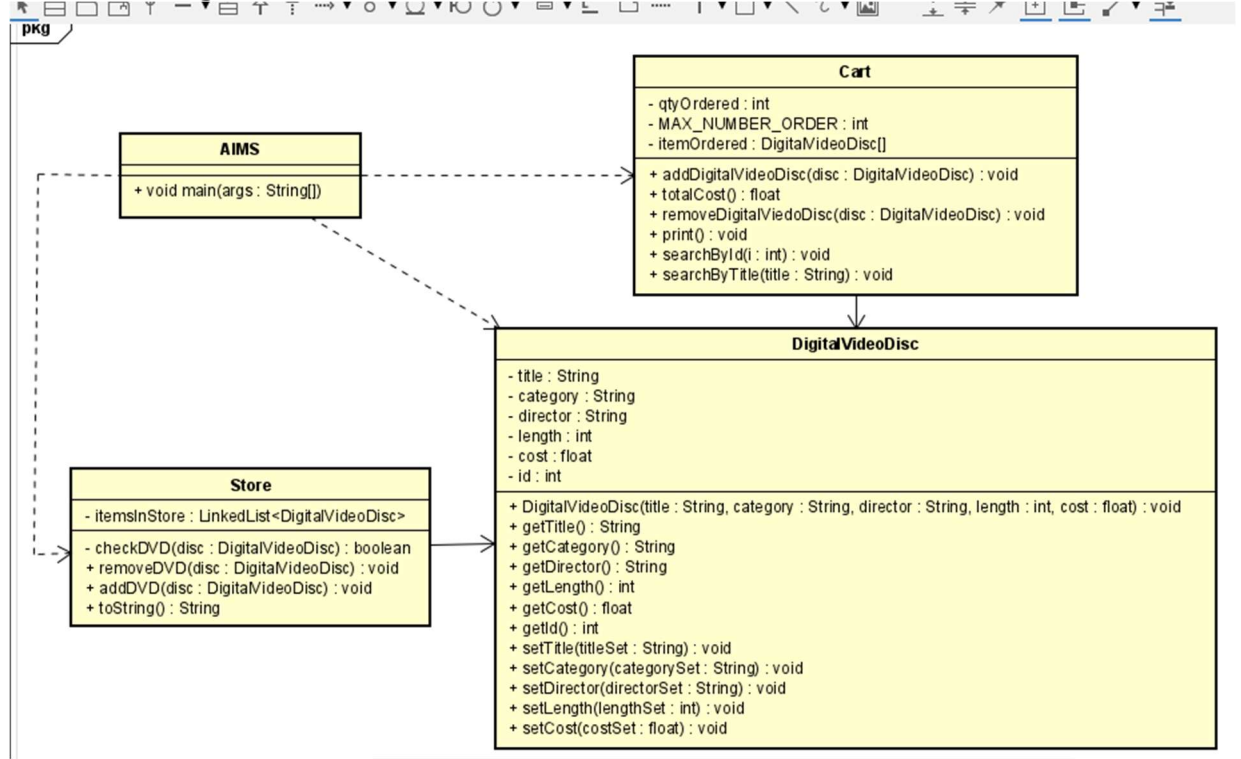 pkg
Cart
- qtyOrdered : int
- MAX_NUMBER_ORDER : int
- itemOrdered : DigitalVideoDisc[]
+ addDigitalVideoDisc(disc : DigitalVideoDisc) : void
+ totalCost() : float
+ removeDigitalViedoDisc(disc : DigitalVideoDisc) : void
+ print() : void
+ searchById(i : int) : void
+ searchByTitle(title : String) : void
AIMS
+ void main(args : String[])
DigitalVideoDisc
- title : String
- category : String
- director : String
- length : int
- cost : float
- id : int
+ DigitalVideoDisc(title : String, category : String, director : String, length : int, cost : float) : void
+ getTitle() : String
+ getCategory() : String
+ getDirector() : String
+ getLength() : int
+ getCost() : float
+ getId() : int
+ setTitle(titleSet : String) : void
+ setCategory(categorySet : String) : void
+ setDirector(directorSet : String) : void
+ setLength(lengthSet : int) : void
+ setCost(costSet : float) : void
Store
- itemsInStore : LinkedList<DigitalVideoDisc>
- checkDVD(disc : DigitalVideoDisc) : boolean
+ removeDVD(disc : DigitalVideoDisc) : void
+ addDVD(disc : DigitalVideoDisc) : void
+ toString() : String